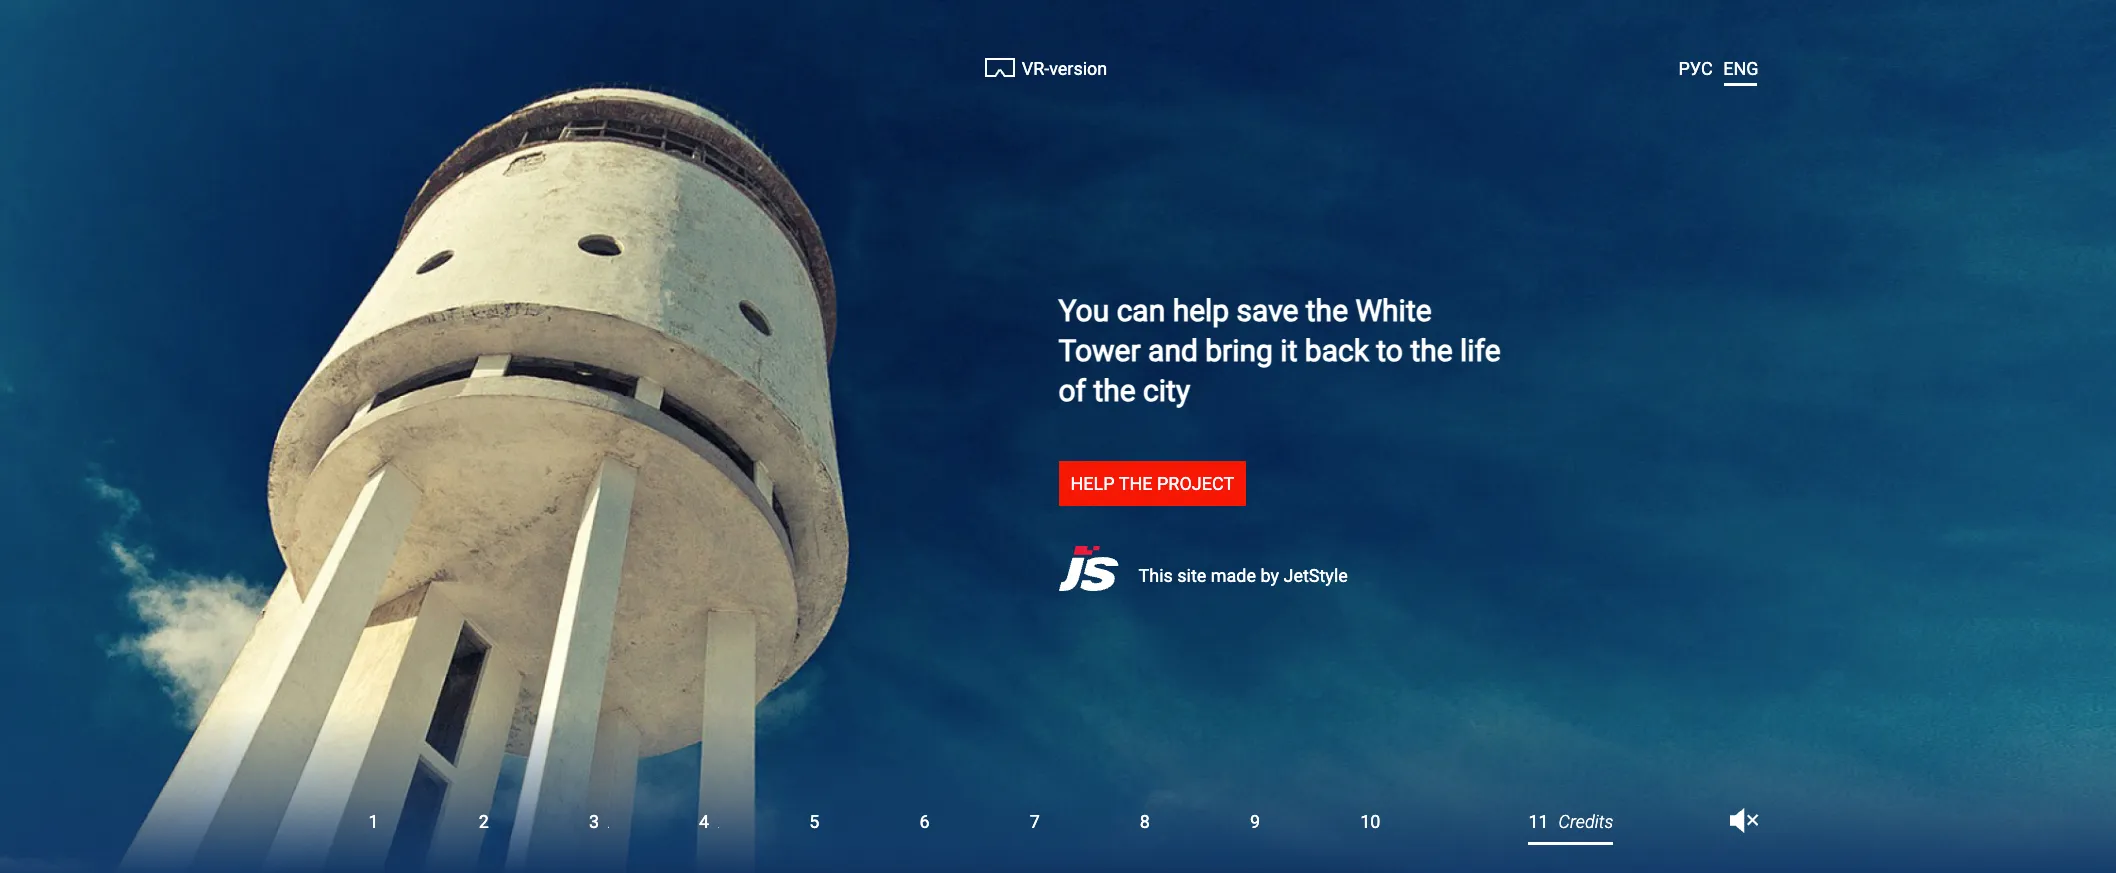 VR-version
РУС ENG
You can help save the White
Tower and bring it back to the life
of the city
HELP THE PROJECT
JS This site made by JetStyle
1 2 3 4 5 6 7 8 9 10 11 Credits